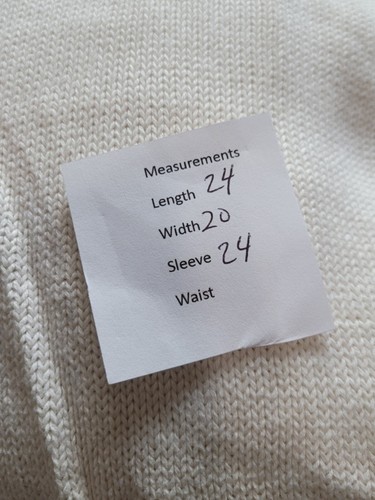 Measurements
Length 24
Width 20
Sleeve 24
Waist